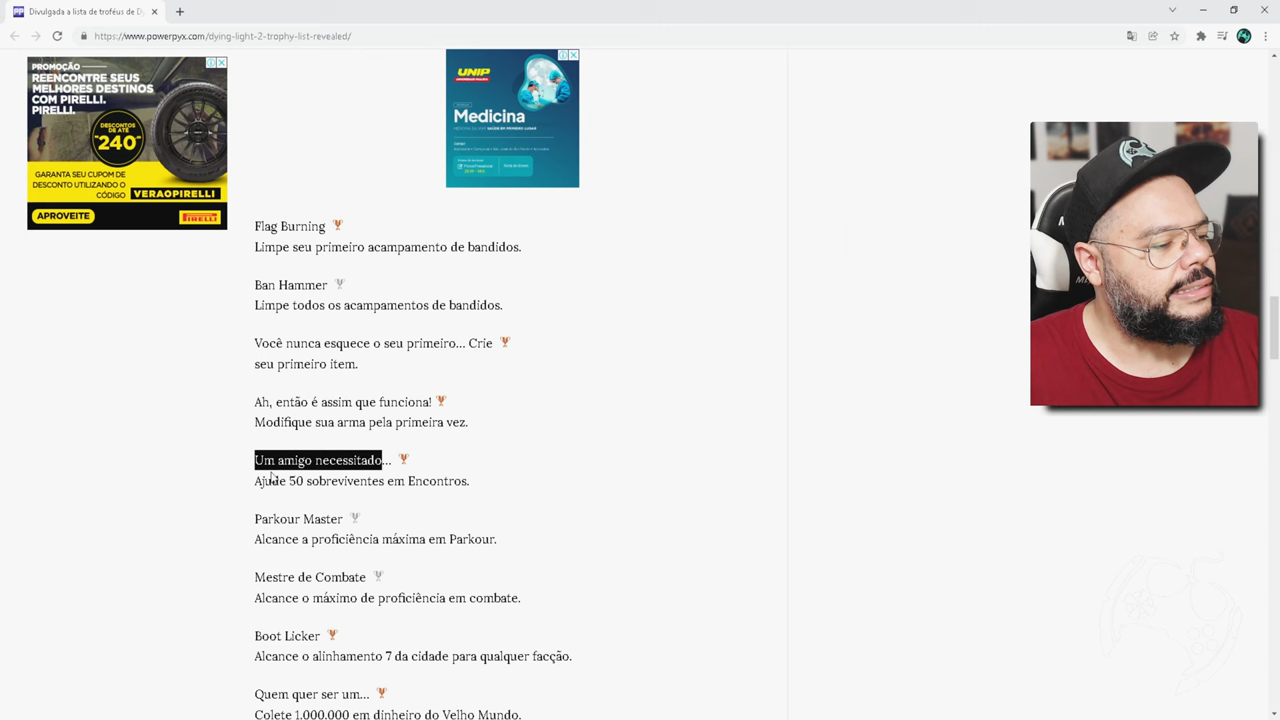 Divulgada a lista de troféus de Dy
https://www.powerpyx.com/dying-light-2-trophy-list-revealed/
PROMOÇÃO
REENCONTRE SEUS
MELHORES DESTINOS
COM PIRELLI.
PIRELLI.
DESCONTOS
DE ATÉ
"240"
GARANTA SEU CUPOM DE
DESCONTO UTILIZANDO O
CÓDIGO VERAOPIRELLI
APROVEITE
PIRELLI
UNIP
Medicina
Flag Burning
Limpe seu primeiro acampamento de bandidos.
Ban Hammer
Limpe todos os acampamentos de bandidos.
Você nunca esquece o seu primeiro... Crie
seu primeiro item.
Ah, então é assim que funciona!
Modifique sua arma pela primeira vez.
Um amigo necessitado...
Ajude 50 sobreviventes em Encontros.
Parkour Master
Alcance a proficiência máxima em Parkour.
Mestre de Combate
Alcance o máximo de proficiência em combate.
Boot Licker
Alcance o alinhamento 7 da cidade para qualquer facção.
Quem quer ser um...
Colete 1.000.000 em dinheiro do Velho Mundo.